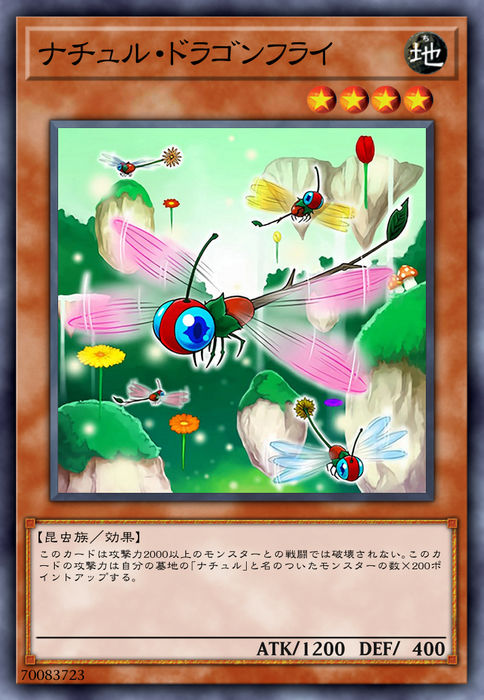 ナチュル・ドラゴンフライ
ち
地
【昆虫族／効果】
このカードは攻撃力2000以上のモンスターとの戦闘では破壊されない。このカ
ードの攻撃力は自分の墓地の「ナチュル」と名のついたモンスターの数×200ポ
イントアップする。
ATK/1200 DEF/ 400
70083723